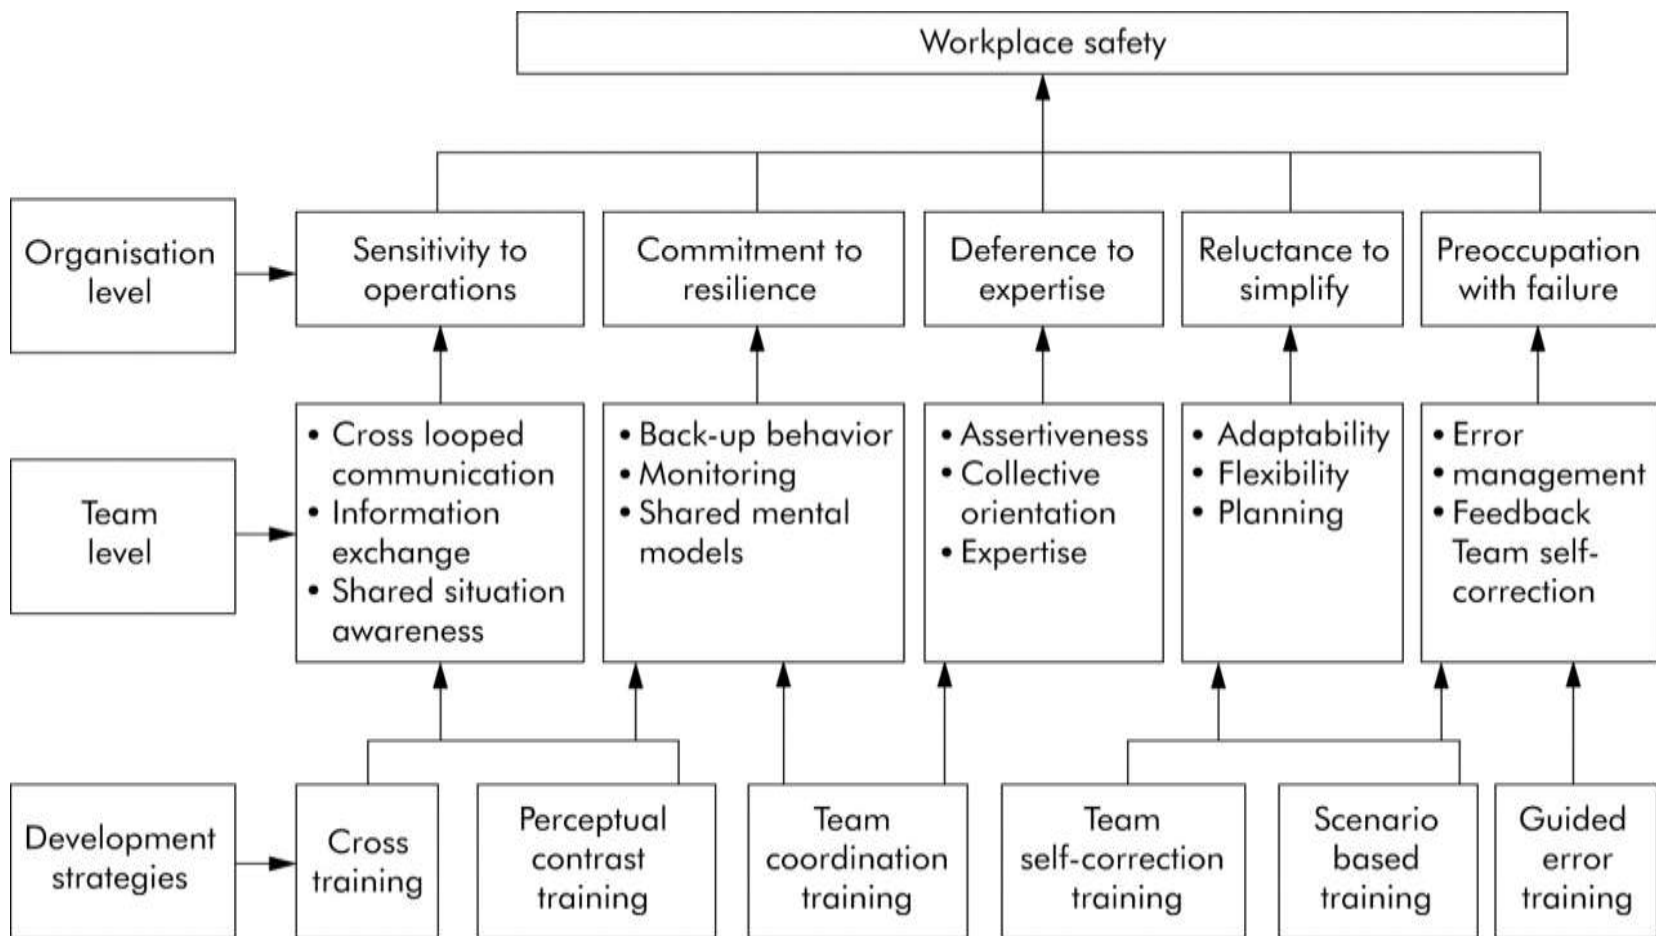 Workplace safety
Organisation
level
Sensitivity to
operations
Commitment to
resilience
Deference to
expertise
Reluctance to
simplify
Preoccupation
with failure
Team
level
• Cross looped
communication
• Information
exchange
• Shared situation
awareness
• Back-up behavior
• Monitoring
• Shared mental
models
• Assertiveness
• Collective
orientation
• Expertise
• Adaptability
• Flexibility
• Planning
• Error
• management
• Feedback
Team self-
correction
Development
strategies
Cross
training
Perceptual
contrast
training
Team
coordination
training
Team
self-correction
training
Scenario
based
training
Guided
error
training